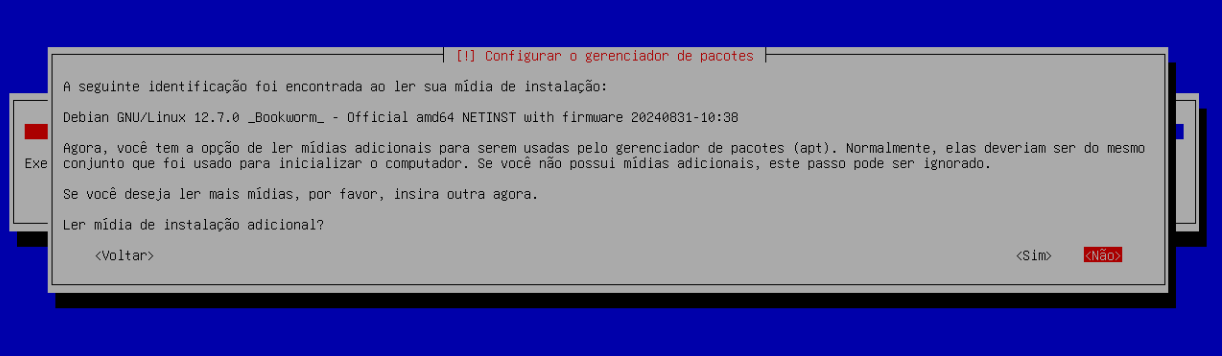 [!] Configurar o gerenciador de pacotes
A seguinte identificação foi encontrada ao ler sua mídia de instalação:
Debian GNU/Linux 12.7.0 _Bookworm_ - Official amd64 NETINST with firmware 20240831-10:38
Agora, você tem a opção de ler mídias adicionais para serem usadas pelo gerenciador de pacotes (apt). Normalmente, elas deveriam ser do mesmo
conjunto que foi usado para inicializar o computador. Se você não possui mídias adicionais, este passo pode ser ignorado.
Exe
Se você deseja ler mais mídias, por favor, insira outra agora.
Ler mídia de instalação adicional?
<Voltar> <Sim> <Não>